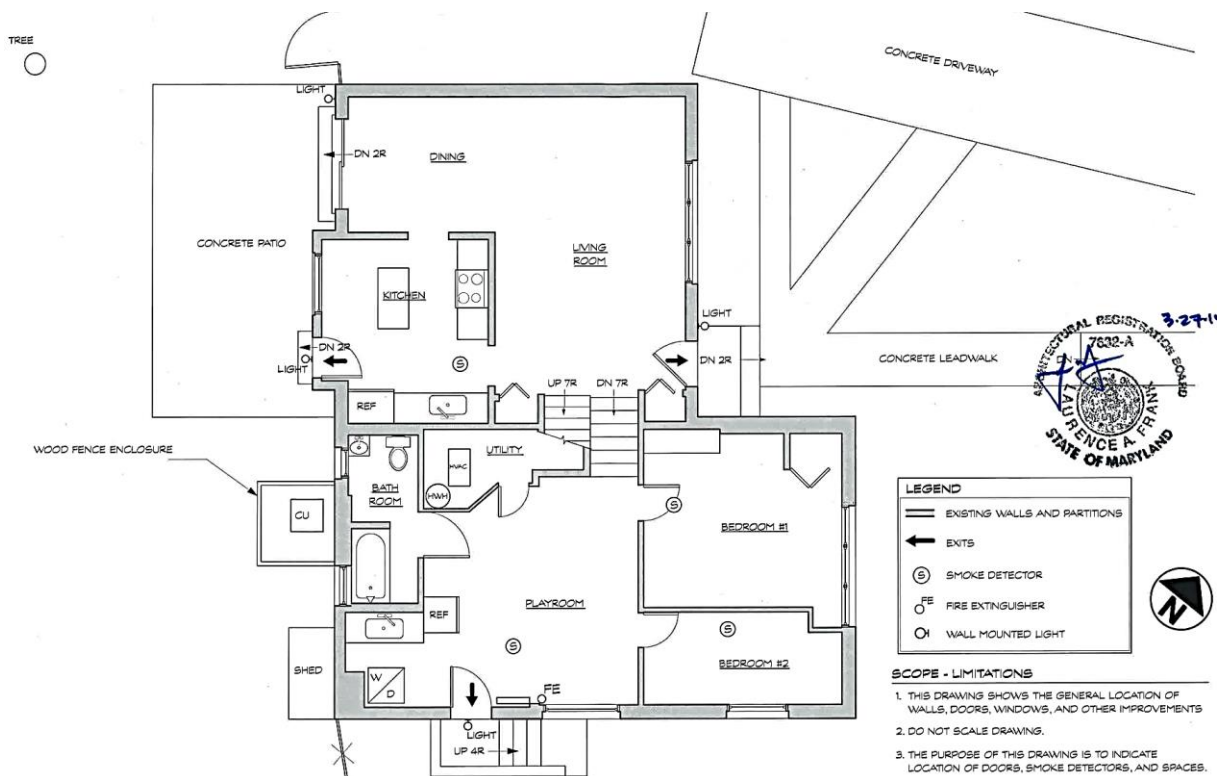 TREE
CONCRETE DRIVEWAY
LIGHT
DN 2R
DINING
CONCRETE PATIO
LIVING
ROOM
KITCHEN
LIGHT
DN 2R
LIGHT
DN 2R
CONCRETE LEADWALK
ARCHITECTURAL REGISTRATION BOARD
7632-A
LAURENCE A. FRANK
STATE OF MARYLAND
UP 7R
DN 7R
REF
WOOD FENCE ENCLOSURE
UTILITY
HVAC
HWH
BATH
ROOM
CU
BEDROOM #1
S
S
S
S
PLAYROOM
REF
BEDROOM #2
SHED
W
D
FE
LIGHT
UP 4R
LEGEND
EXISTING WALLS AND PARTITIONS
EXITS
S SMOKE DETECTOR
FE FIRE EXTINGUISHER
WALL MOUNTED LIGHT
N
SCOPE - LIMITATIONS
1. THIS DRAWING SHOWS THE GENERAL LOCATION OF
WALLS, DOORS, WINDOWS, AND OTHER IMPROVEMENTS
2. DO NOT SCALE DRAWING.
3. THE PURPOSE OF THIS DRAWING IS TO INDICATE
LOCATION OF DOORS, SMOKE DETECTORS, AND SPACES.